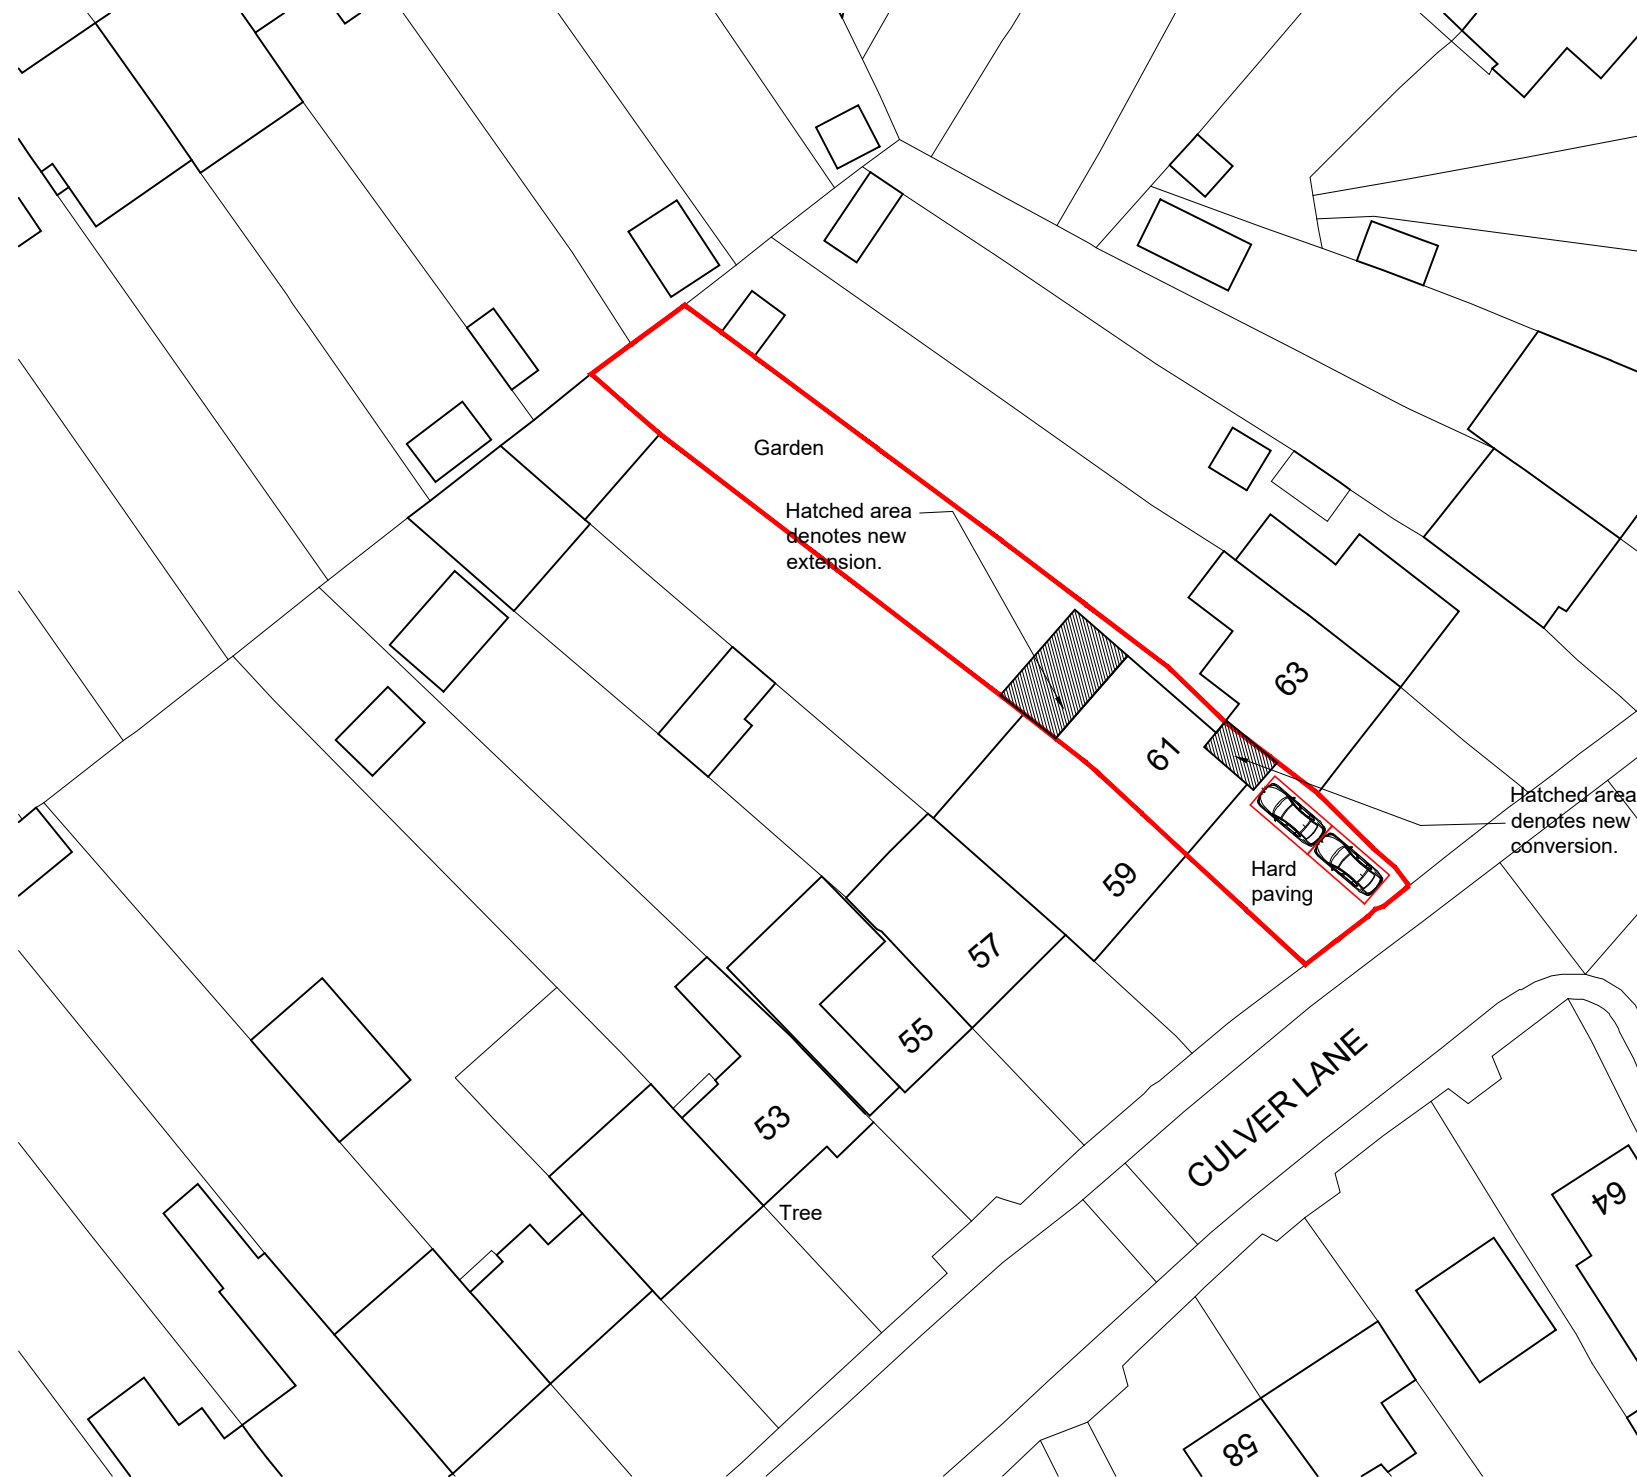 Garden
Hatched area
denotes new
extension.
63
61
Hatched area
denotes new
conversion.
Hard
paving
59
57
55
53
CULVER LANE
Tree
64
58